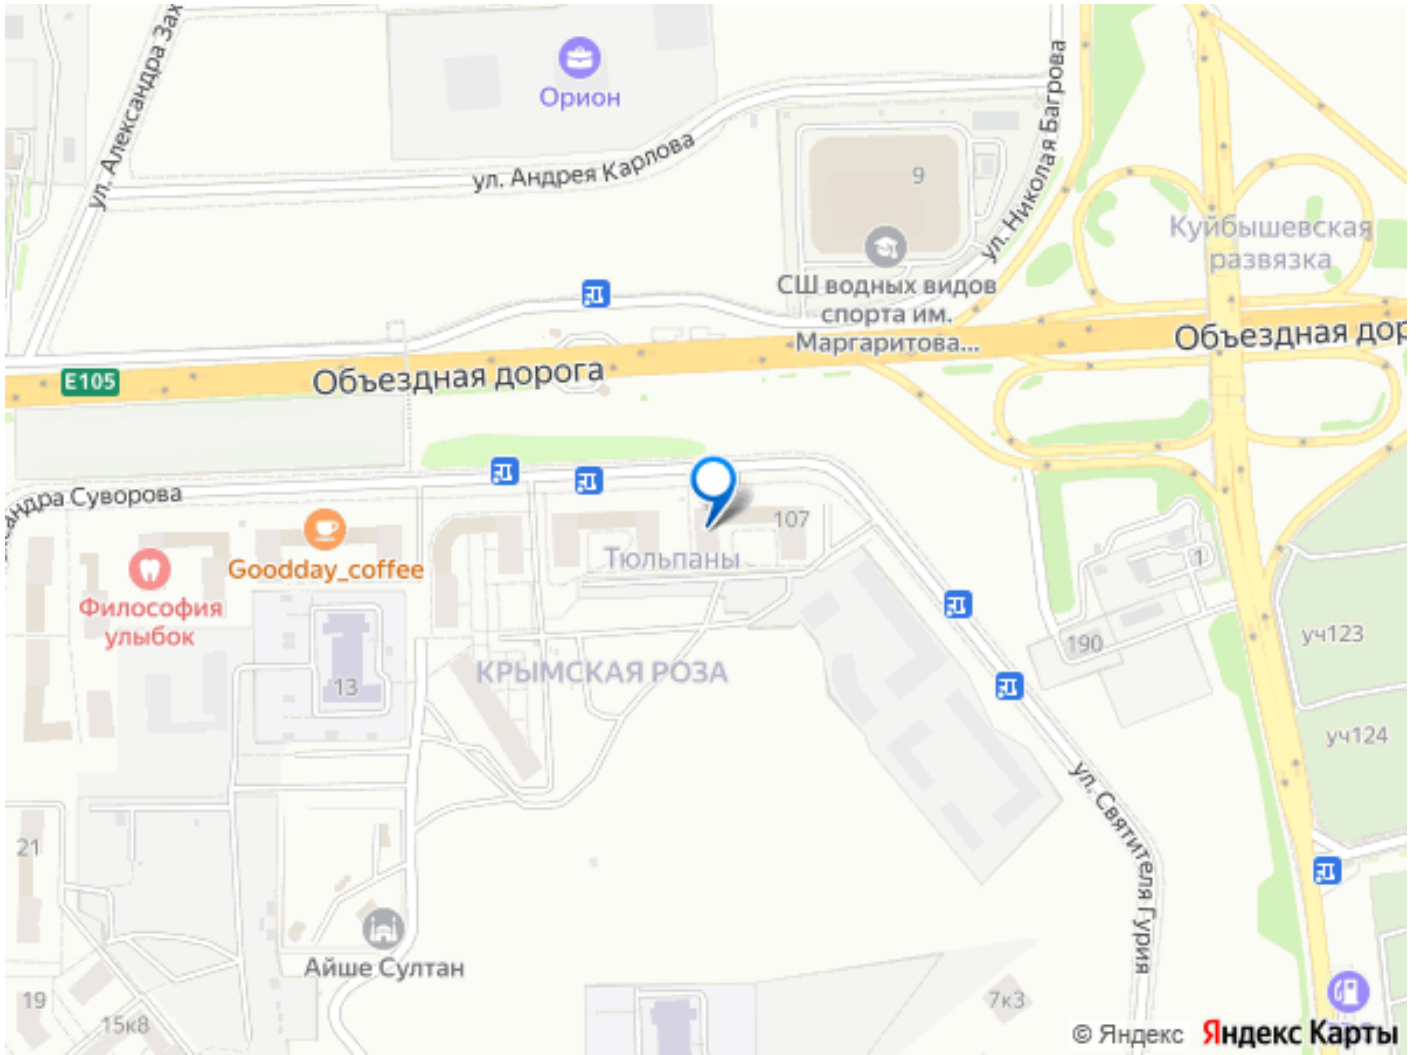 ул. Александра Зах
Орион
ул. Андрея Карлова
ул. Николая Багрова
9
Куйбышевская
развязка
СШ водных видов
спорта им.
Маргаритова...
Объездная дор
E105
Объездная дорога
ксандра Суворова
107
Goodday_coffee
Тюльпаны
Философия
улыбок
1
190
уч123
КРЫМСКАЯ РОЗА
13
уч124
ул. Святителя Гурия
21
Айше Султан
19
15к8
7к3
© Яндекс Яндекс Карты